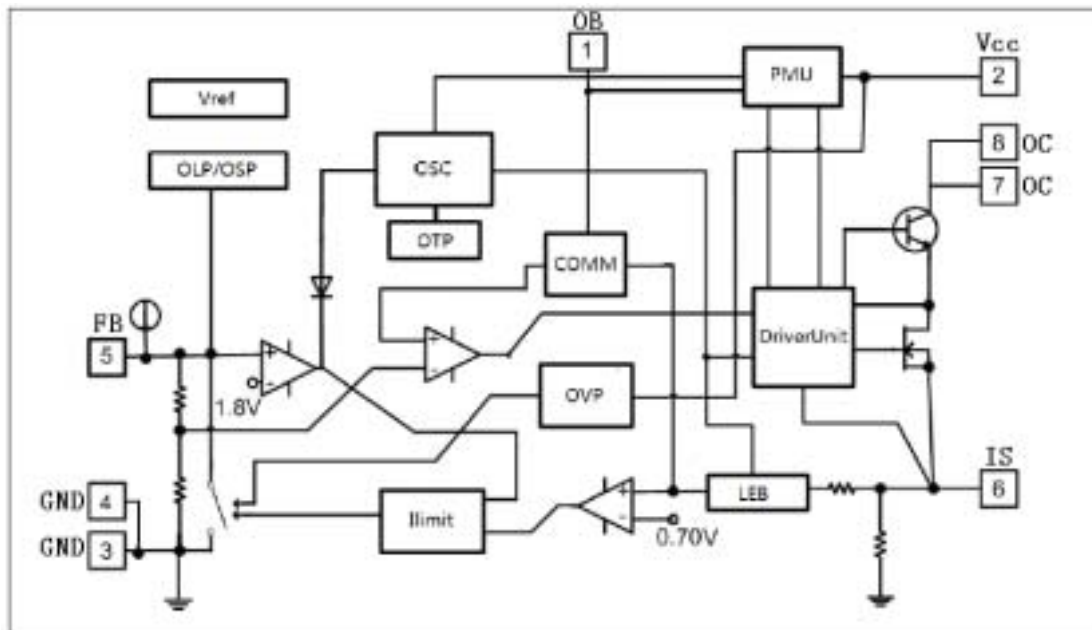 OB
1
Vcc
2
PMU
Vref
8 OC
OLP/OSP
OSC
7 OC
OTP
COMM
FB
5
DriverUnit
+
-
+
-
1.8V
OVP
IS
6
GND 4
Ilimit
+
-
LEB
0.70V
GND 3